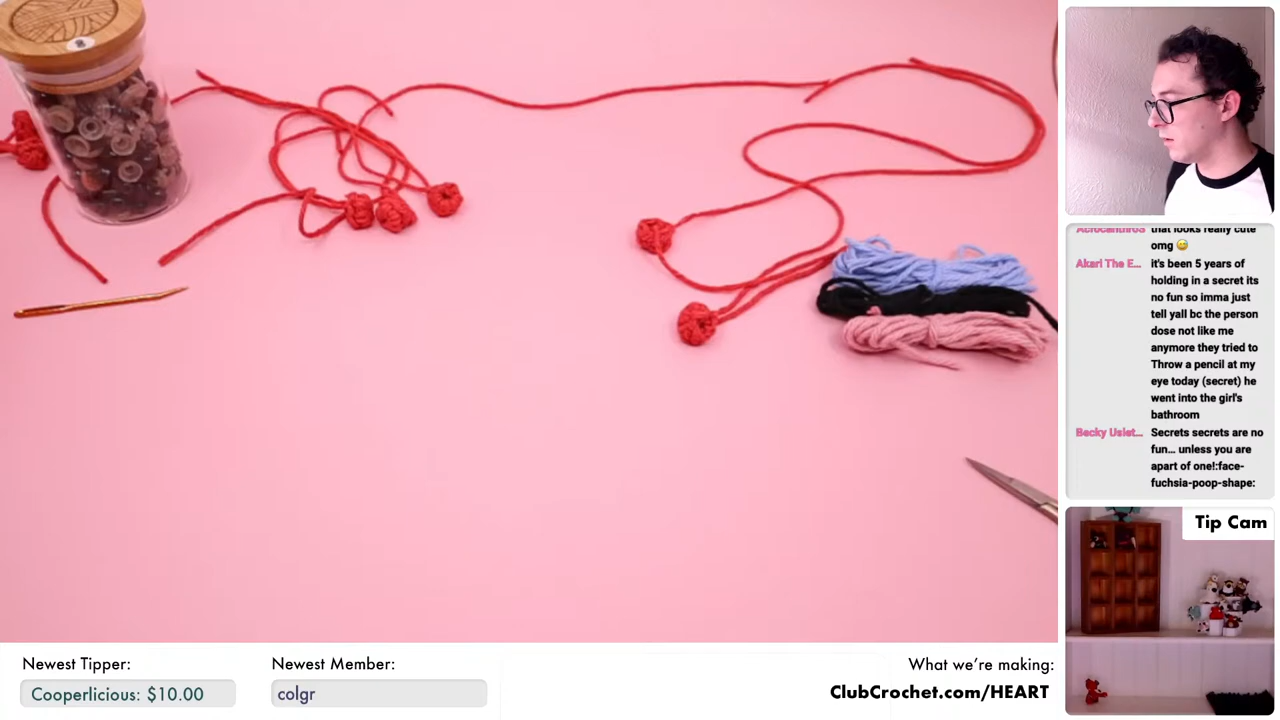 Acrocanthros that looks really cute
omg
Akari The E... it's been 5 years of
holding in a secret its
no fun so imma just
tell yall bc the person
dose not like me
anymore they tried to
Throw a pencil at my
eye today (secret) he
went into the girl's
bathroom
Becky Uslet... Secrets secrets are no
fun... unless you are
apart of one!:face-
fuchsia-poop-shape:
Tip Cam
Newest Tipper:
Cooperlicious: $10.00
Newest Member:
colgr
What we're making:
ClubCrochet.com/HEART